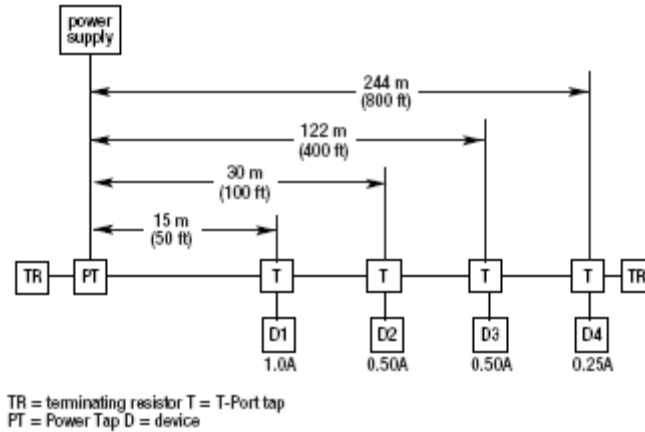 power
supply
244 m
(800 ft)
122 m
(400 ft)
30 m
(100 ft)
15 m
(50 ft)
TR PT T T T T TR
D1 D2 D3 D4
1.0A 0.50A 0.50A 0.25A
TR = terminating resistor T = T-Port tap
PT = Power Tap D = device